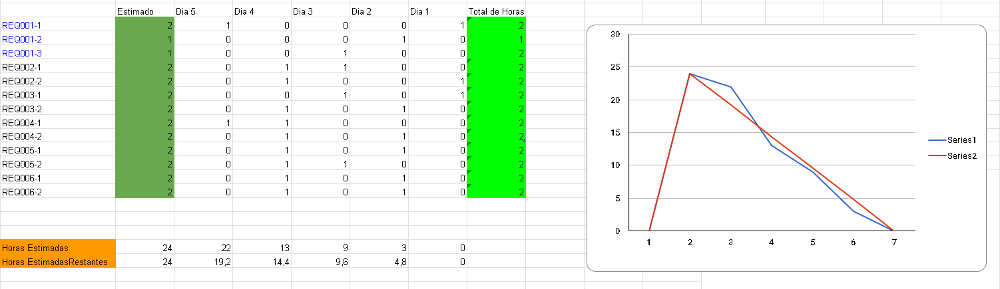 Estimado Dia 5 Dia 4 Dia 3 Dia 2 Dia 1 Total de Horas
REQ001-1 2 1 0 0 0 1 2
REQ001-2 1 0 0 0 1 0 1
REQ001-3 1 0 0 1 0 0 2
REQ002-1 2 0 1 1 0 0 2
REQ002-2 2 0 1 0 0 1 2
REQ003-1 2 0 0 1 0 1 2
REQ003-2 2 0 1 0 1 0 2
REQ004-1 2 1 1 0 0 0 2
REQ004-2 2 0 1 0 1 0 2
REQ005-1 2 0 1 0 1 0 2
REQ005-2 2 0 1 1 0 0 2
REQ006-1 2 0 1 0 1 0 2
REQ006-2 2 0 1 0 1 0 2
Horas Estimadas 24 22 13 9 3 0
Horas EstimadasRestantes 24 19,2 14,4 9,6 4,8 0
30
25
20
15
10
5
0
1 2 3 4 5 6 7
Series1
Series2